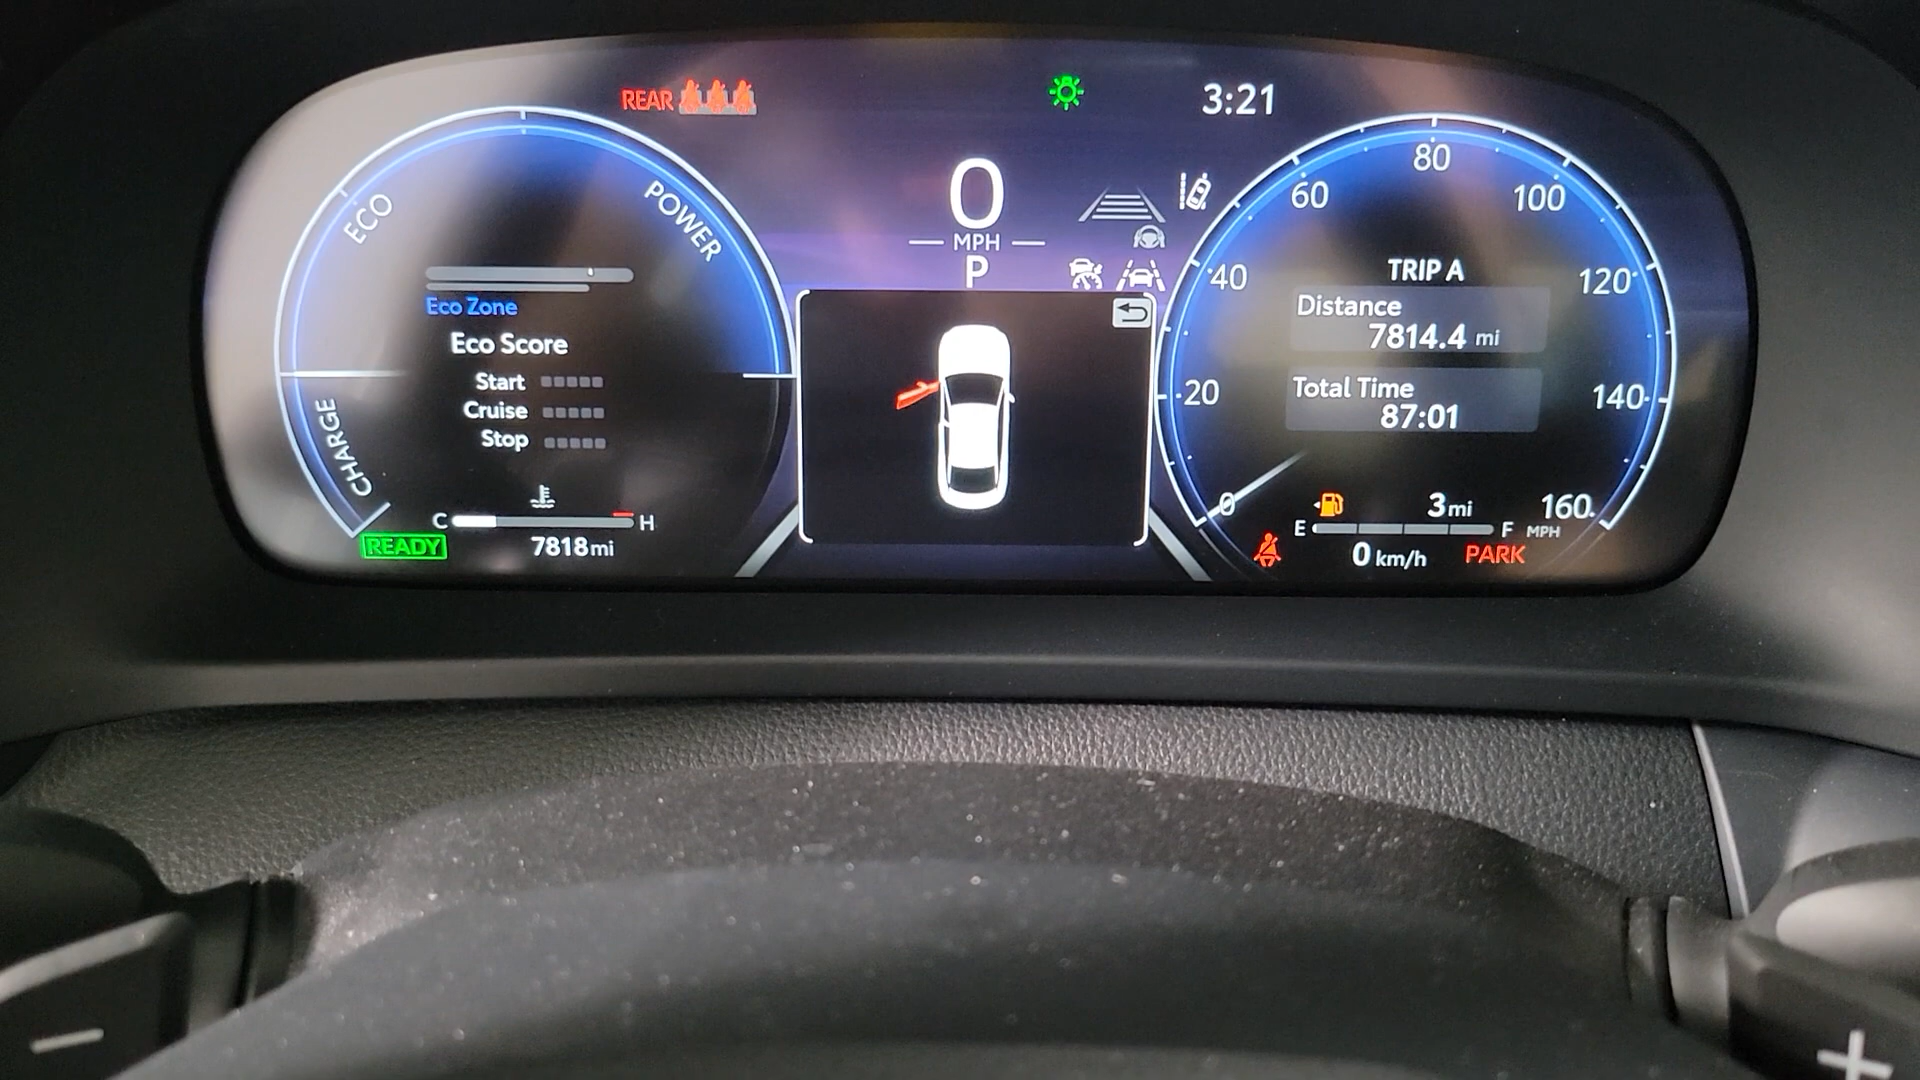 REAR
3:21
0
MPH
P
ECO
POWER
CHARGE
Eco Zone
Eco Score
Start
Cruise
Stop
C H
READY
7818 mi
0
20
40
60
80
100
120
140
160
MPH
TRIP A
Distance
7814.4 mi
Total Time
87:01
3 mi
E F
0 km/h
PARK
-
+